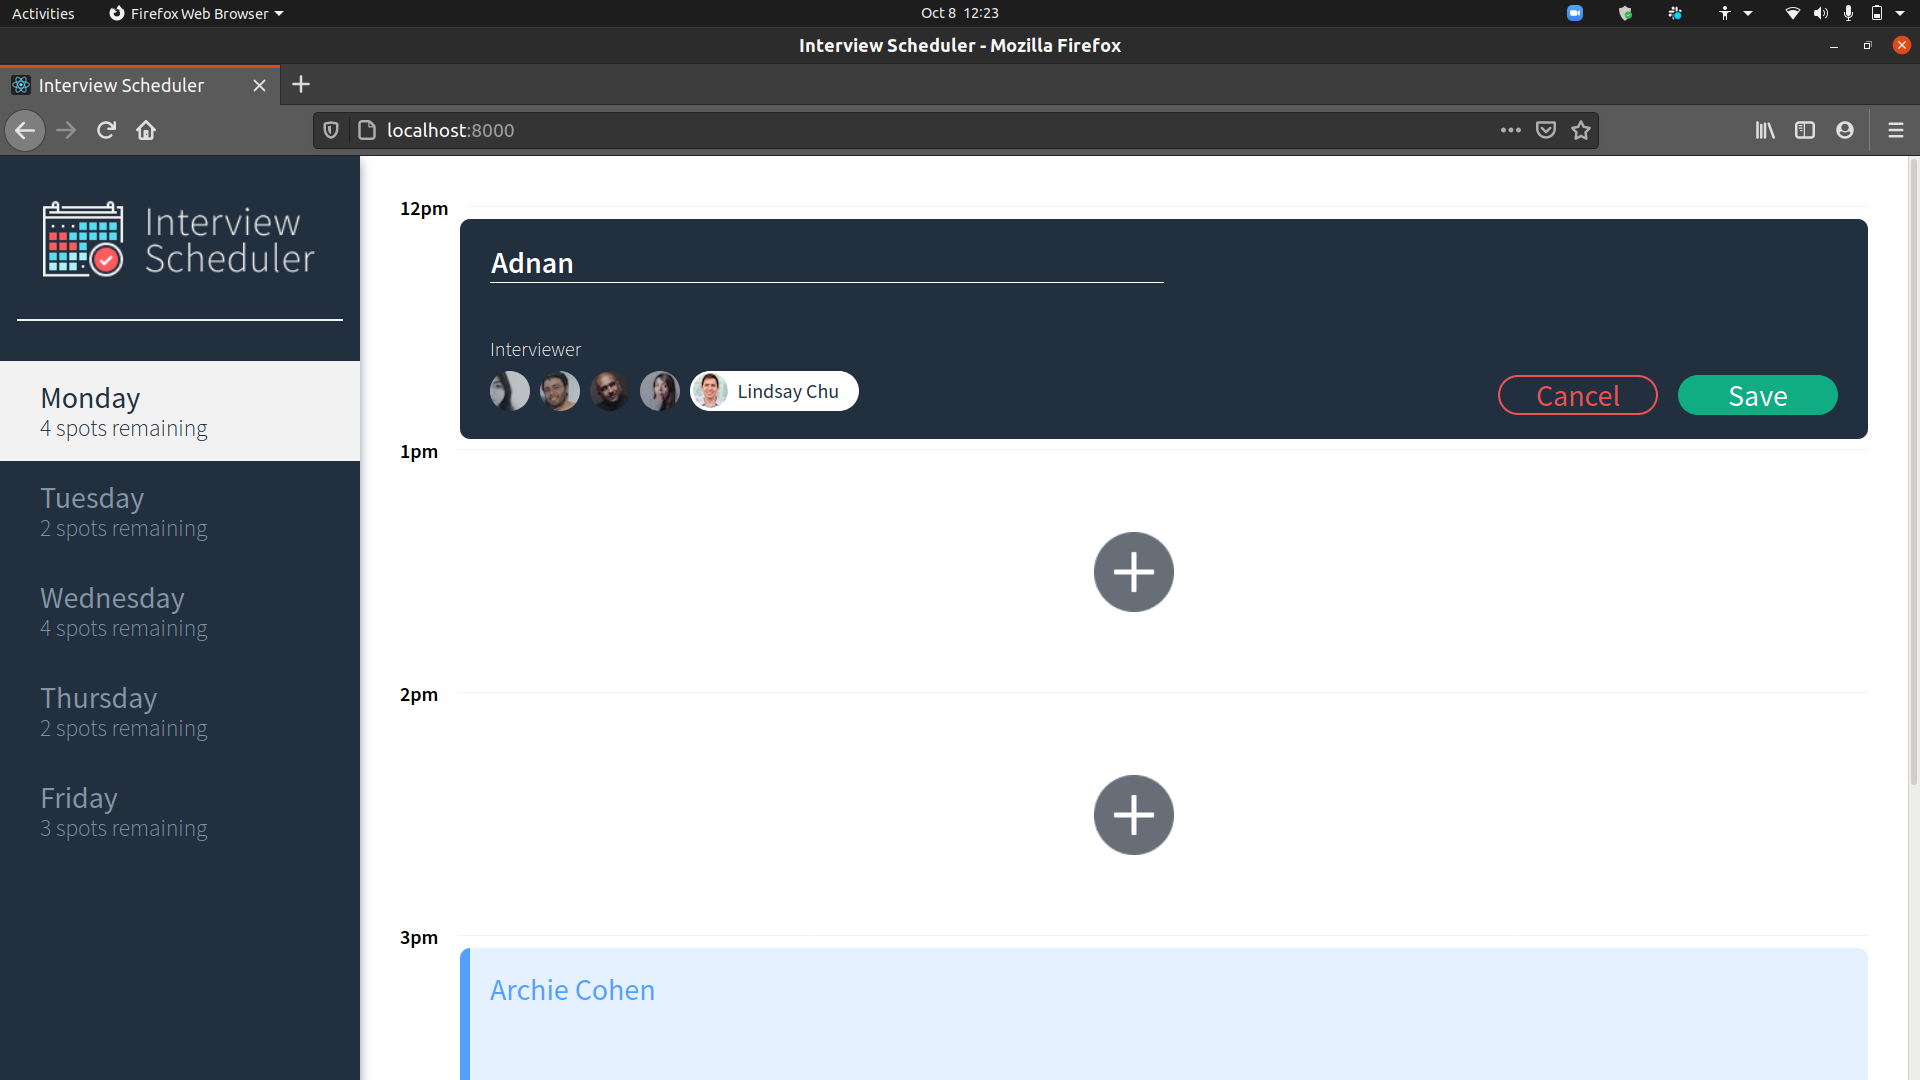 Activities Firefox Web Browser Oct 8 12:23
Interview Scheduler - Mozilla Firefox
Interview Scheduler
localhost:8000
Interview
Scheduler
Monday
4 spots remaining
Tuesday
2 spots remaining
Wednesday
4 spots remaining
Thursday
2 spots remaining
Friday
3 spots remaining
12pm
Adnan
Interviewer
Lindsay Chu
Cancel Save
1pm
2pm
3pm
Archie Cohen